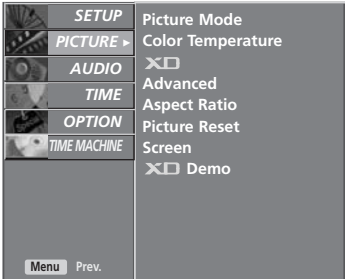 SETUP
PICTURE ►
AUDIO
TIME
OPTION
TIME MACHINE
Picture Mode
Color Temperature
XD
Advanced
Aspect Ratio
Picture Reset
Screen
XD Demo
Menu Prev.